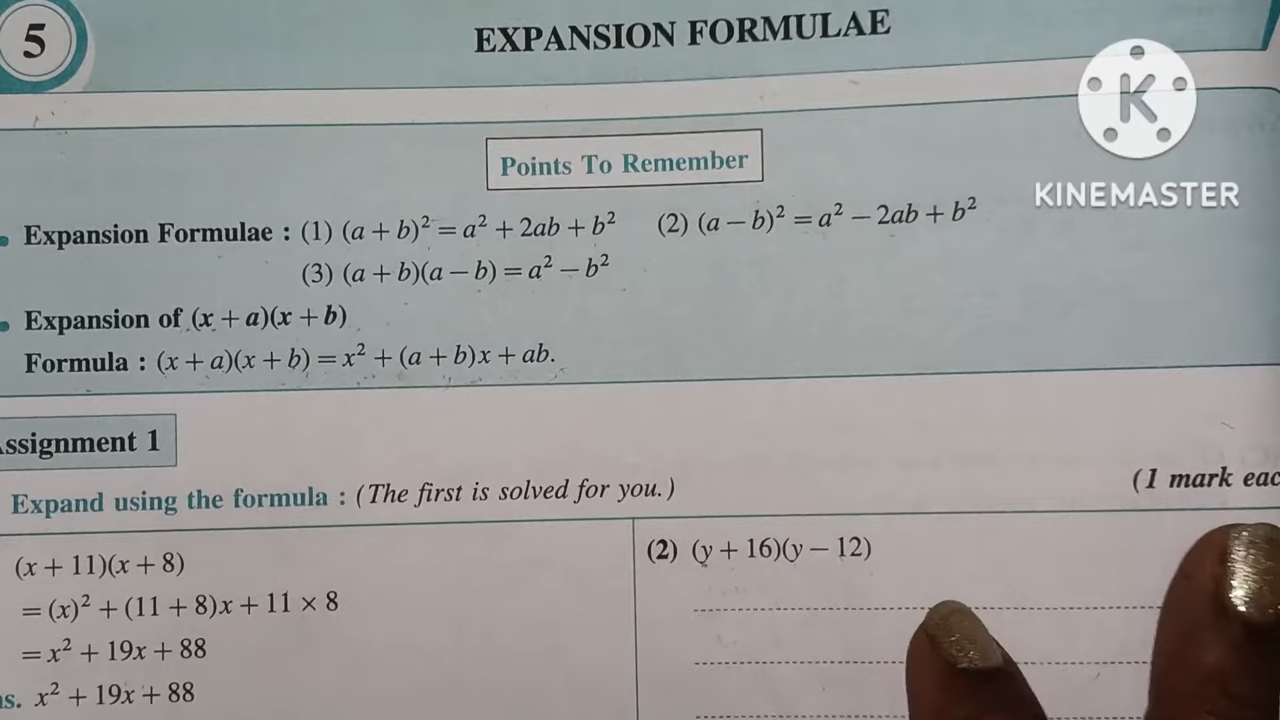 5
EXPANSION FORMULAE
K
KINEMASTER
Points To Remember
Expansion Formulae : (1) (a + b)² = a² + 2ab + b² (2) (a − b)² = a² − 2ab + b²
(3) (a + b)(a − b) = a² − b²
Expansion of (x + a)(x + b)
Formula : (x + a)(x + b) = x² + (a + b)x + ab.
ssignment 1
Expand using the formula : (The first is solved for you.) (1 mark eac
(x + 11)(x + 8)
= (x)² + (11 + 8)x + 11 × 8
= x² + 19x + 88
ns. x² + 19x + 88
(2) (y + 16)(y − 12)